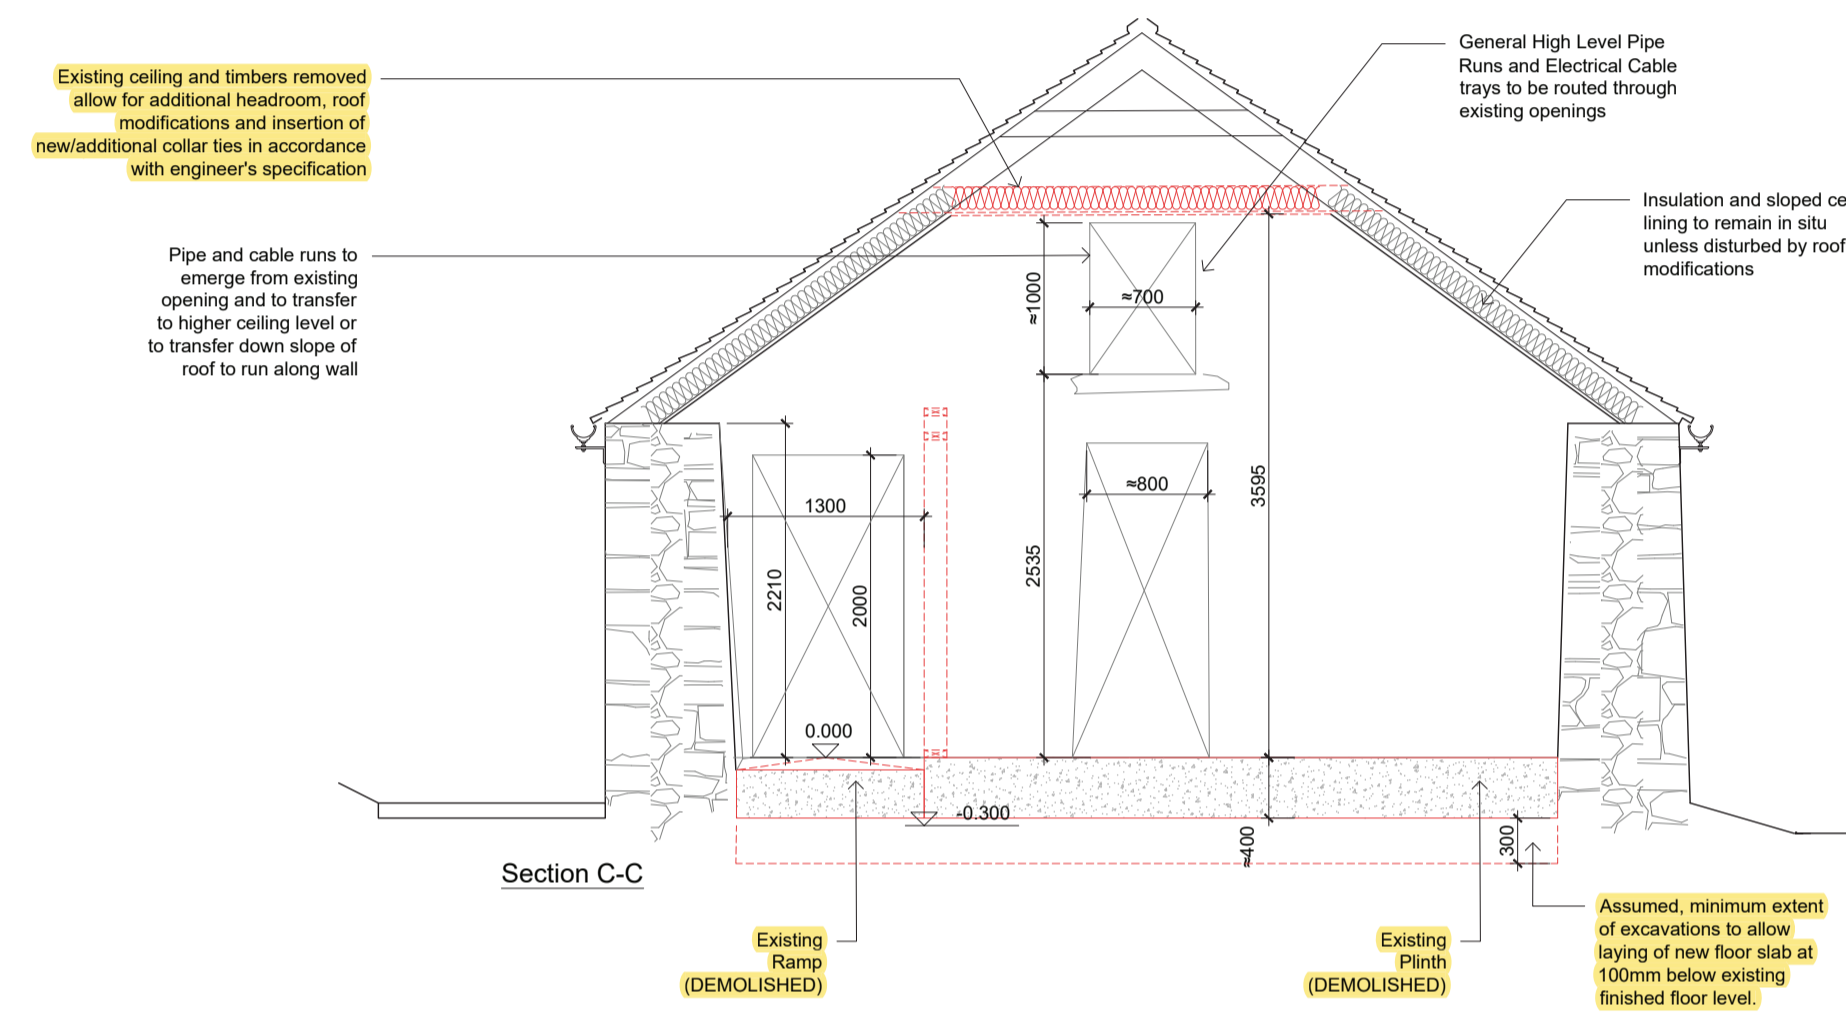 Existing ceiling and timbers removed
allow for additional headroom, roof
modifications and insertion of
new/additional collar ties in accordance
with engineer's specification
General High Level Pipe
Runs and Electrical Cable
trays to be routed through
existing openings
Insulation and sloped ce
lining to remain in situ
unless disturbed by roof
modifications
Pipe and cable runs to
emerge from existing
opening and to transfer
to higher ceiling level or
to transfer down slope of
roof to run along wall
≈1000
≈700
≈800
3595
1300
2535
2210
2000
0.000
-0.300
≈400
300
Section C-C
Existing
Ramp
(DEMOLISHED)
Existing
Plinth
(DEMOLISHED)
Assumed, minimum extent
of excavations to allow
laying of new floor slab at
100mm below existing
finished floor level.